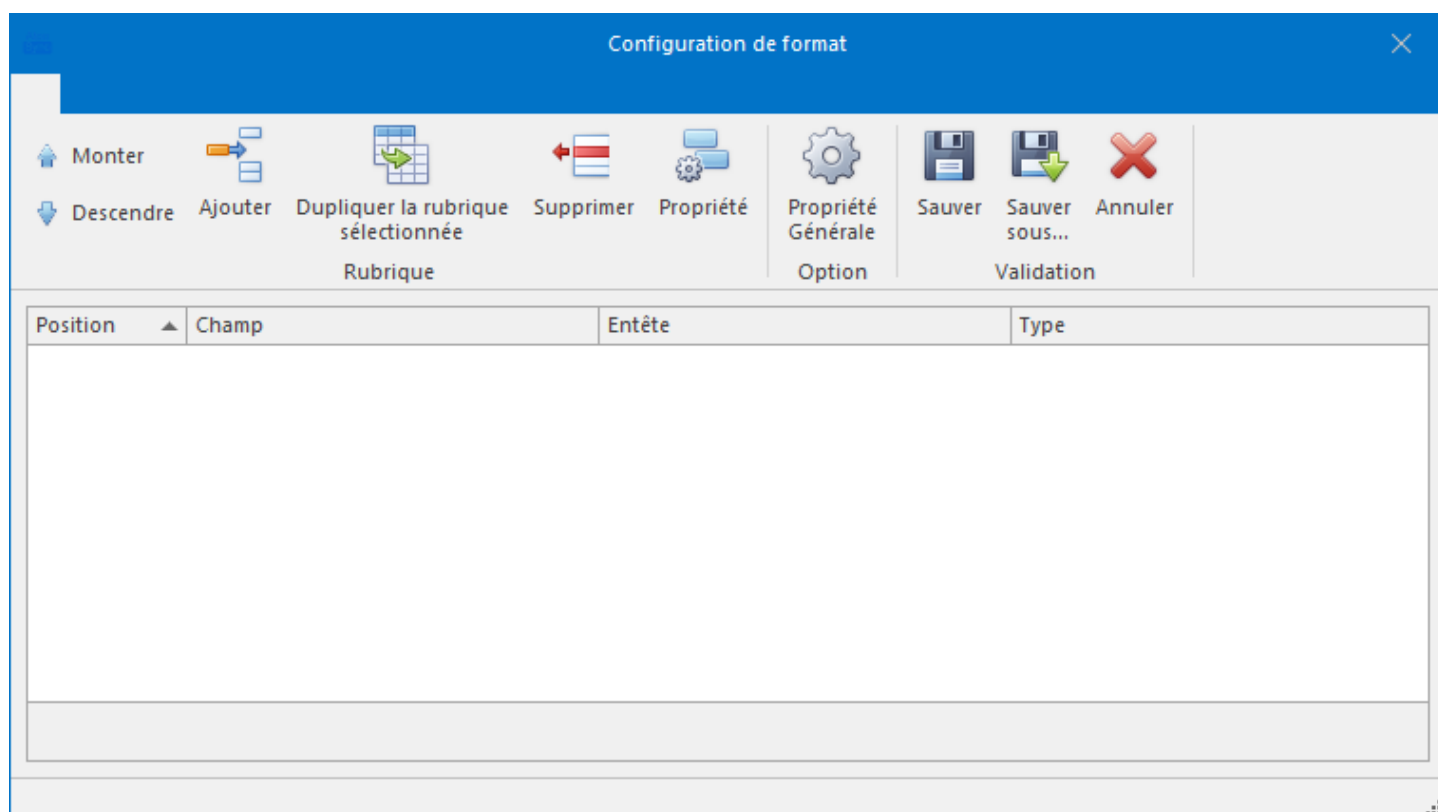 Configuration de format
Monter
Descendre
Ajouter
Dupliquer la rubrique
sélectionnée
Supprimer
Propriété
Rubrique
Propriété
Générale
Option
Sauver
Sauver
sous...
Annuler
Validation
Position Champ Entête Type